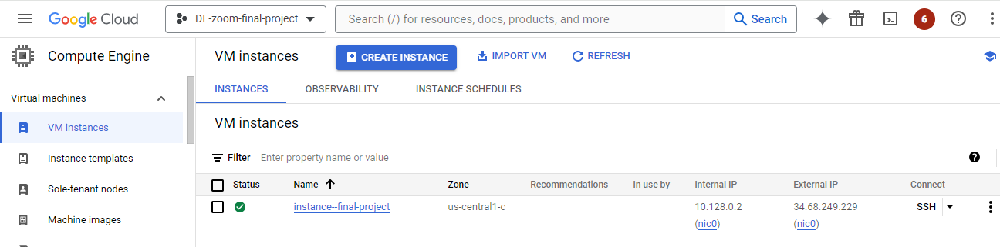 Google Cloud DE-zoom-final-project Search (/) for resources, docs, products, and more Search 6
Compute Engine
VM instances CREATE INSTANCE IMPORT VM REFRESH
INSTANCES OBSERVABILITY INSTANCE SCHEDULES
Virtual machines
VM instances
Instance templates
Sole-tenant nodes
Machine images
VM instances
Filter Enter property name or value
Status Name Zone Recommendations In use by Internal IP External IP Connect
instance--final-project us-central1-c 10.128.0.2 34.68.249.229 SSH
(nic0) (nic0)